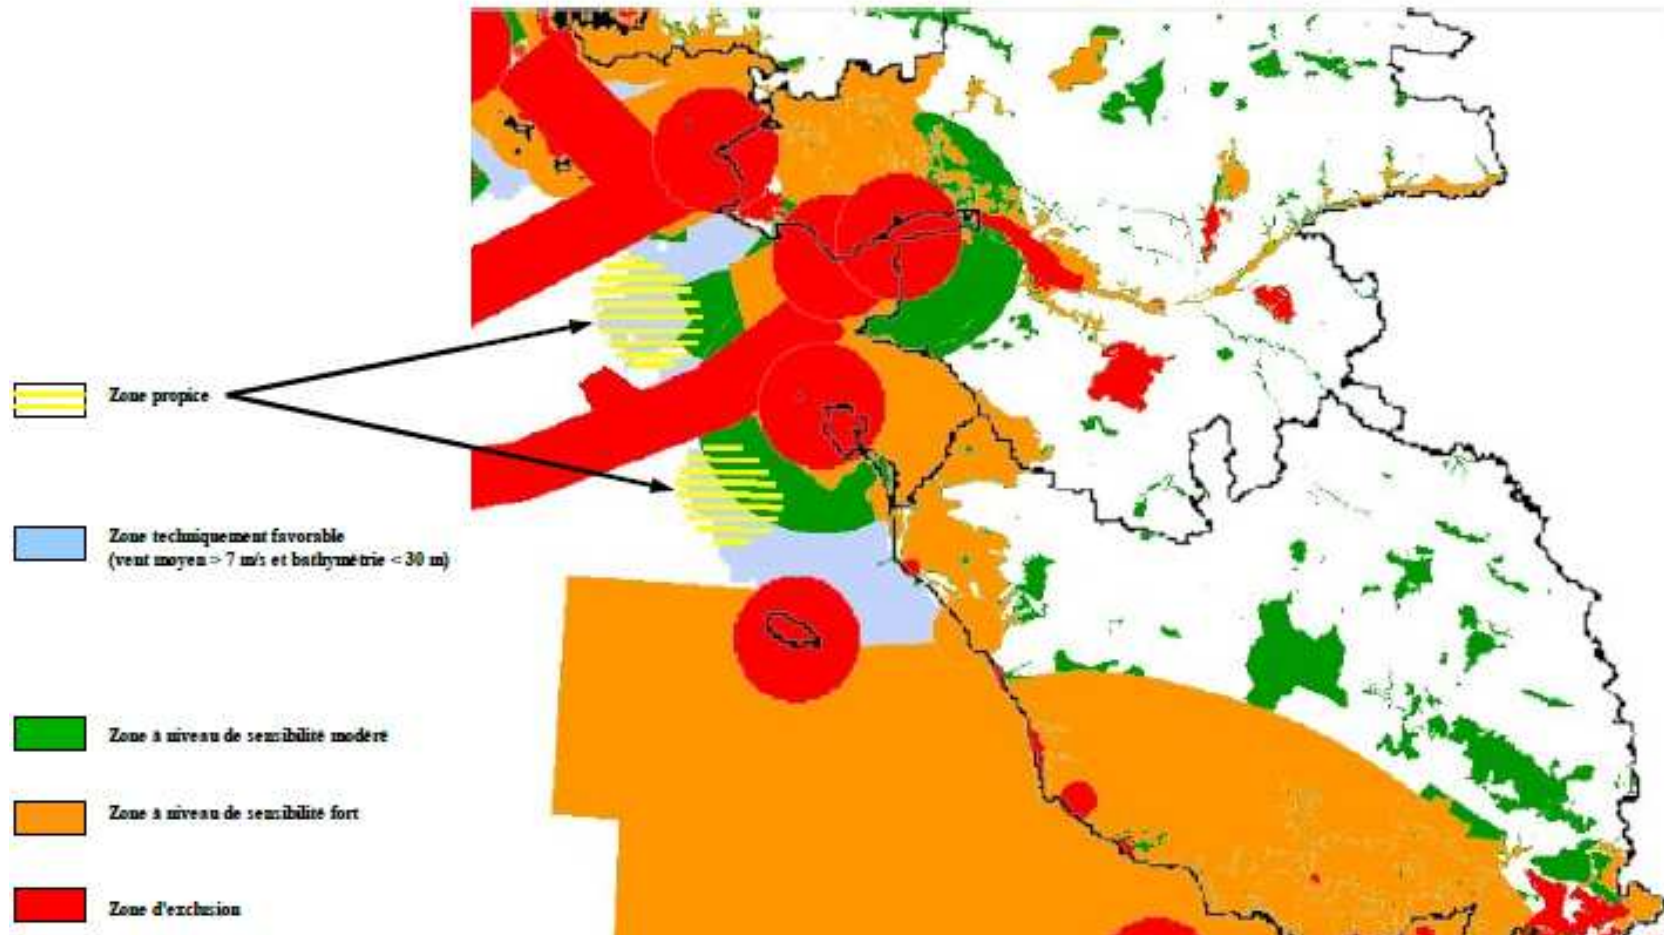 Zone propice
Zone techniquement favorable
(vent moyen > 7 m/s et bathymétrie < 30 m)
Zone à niveau de sensibilité modéré
Zone à niveau de sensibilité fort
Zone d'exclusion